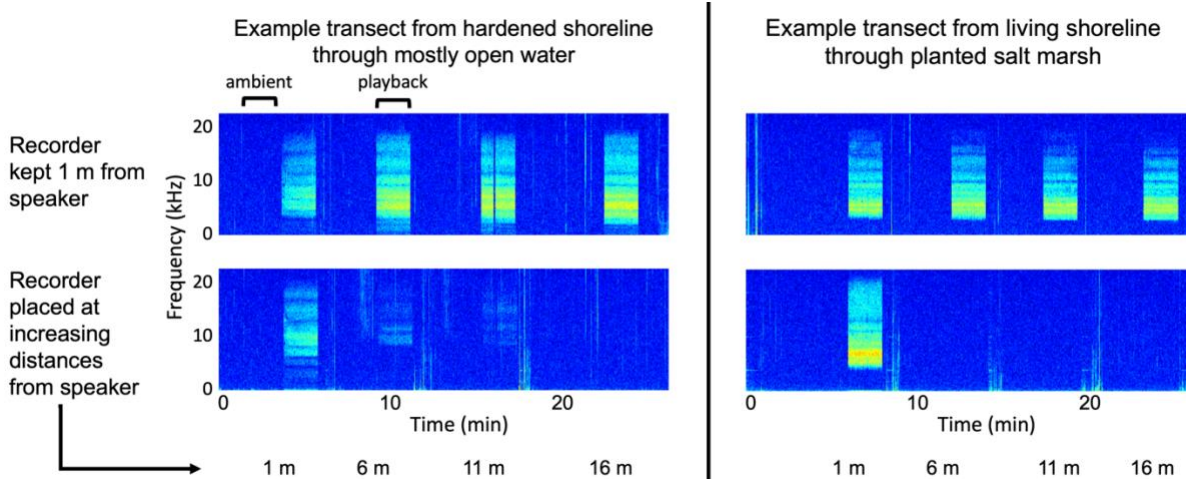 Example transect from hardened shoreline
through mostly open water
Example transect from living shoreline
through planted salt marsh
ambient
playback
Recorder
kept 1 m from
speaker
20
10
0
Frequency (kHz)
Recorder
placed at
increasing
distances
from speaker
20
10
0
0
10
20
0
10
20
Time (min)
Time (min)
1 m
6 m
11 m
16 m
1 m
6 m
11 m
16 m